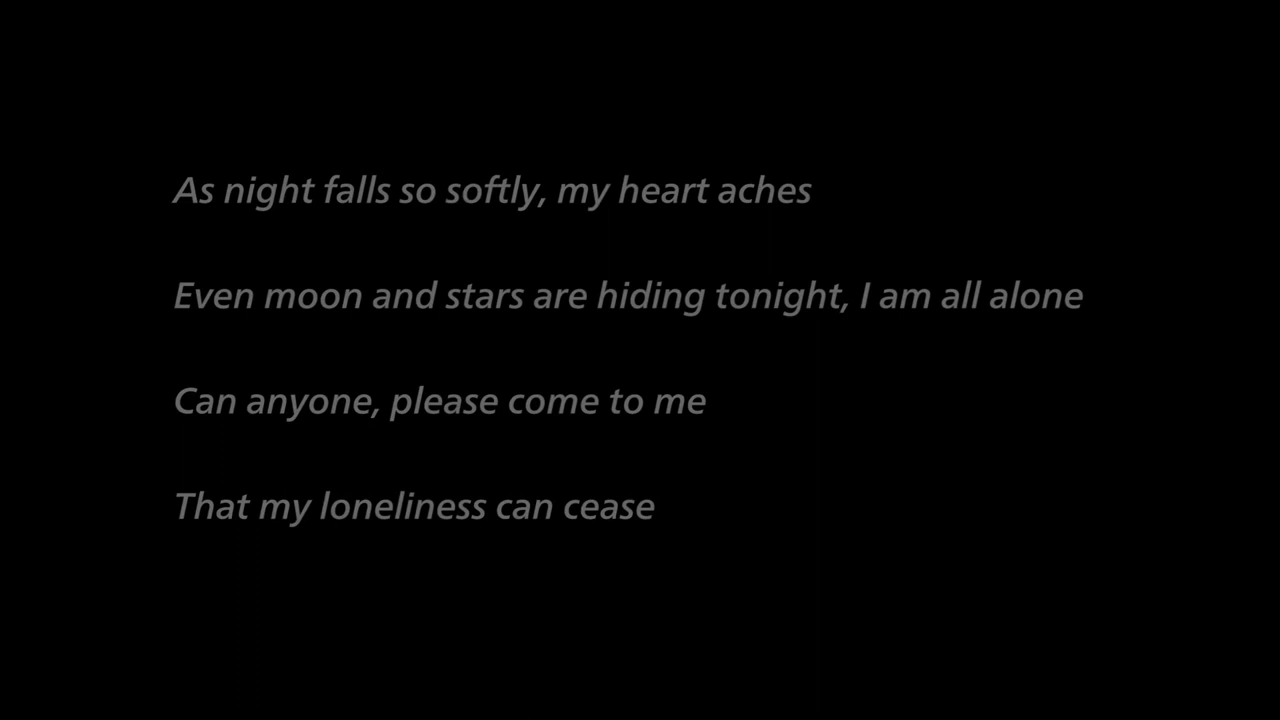 As night falls so softly, my heart aches
Even moon and stars are hiding tonight, I am all alone
Can anyone, please come to me
That my loneliness can cease